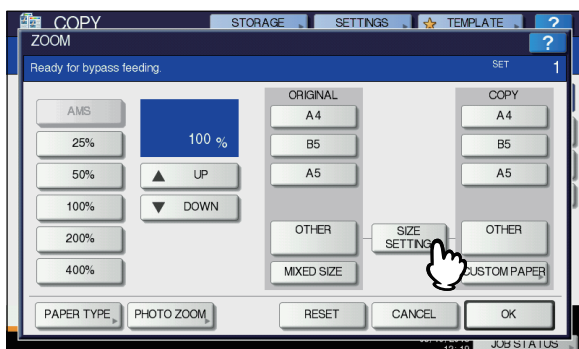 COPY STORAGE SETTINGS TEMPLATE ?
ZOOM ?
Ready for bypass feeding. SET 1
ORIGINAL COPY
AMS A4 A4
25% 100 % B5 B5
50% UP A5 A5
100% DOWN
200% OTHER SIZE SETTING OTHER
400% MIXED SIZE CUSTOM PAPER
PAPER TYPE PHOTO ZOOM RESET CANCEL OK
JOB STATUS